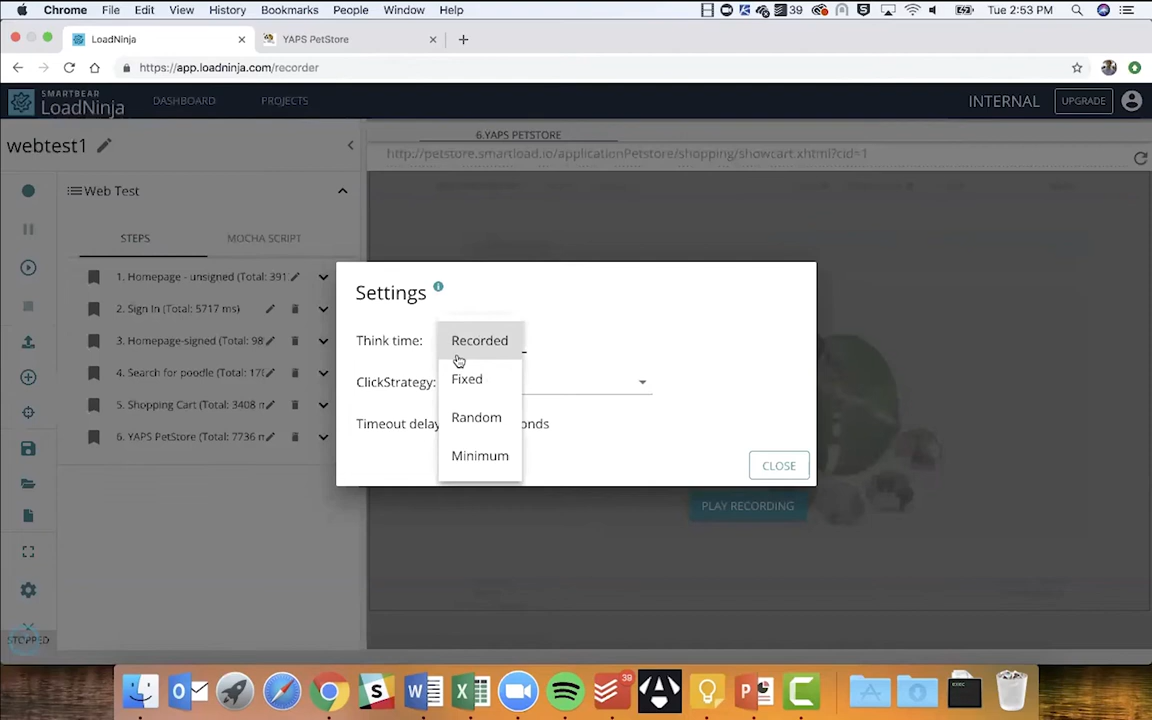 Chrome File Edit View History Bookmarks People Window Help 39 Tue 2:53 PM
LoadNinja YAPS PetStore
https://app.loadninja.com/recorder
SMARTBEAR
LoadNinja DASHBOARD PROJECTS INTERNAL UPGRADE
6.YAPS PETSTORE
webtest1
http://petstore.smartload.io/applicationPetstore/shopping/showcart.xhtml?cid=1
Web Test
STEPS MOCHA SCRIPT
1. Homepage - unsigned (Total: 391
2. Sign In (Total: 5717 ms)
3. Homepage-signed (Total: 98
4. Search for poodle (Total: 17
5. Shopping Cart (Total: 3408 m
6. YAPS PetStore (Total: 7736 m
Settings
Think time: Recorded
Fixed
ClickStrategy:
Random
Timeout delay onds
Minimum
CLOSE
PLAY RECORDING
STOPPED
39